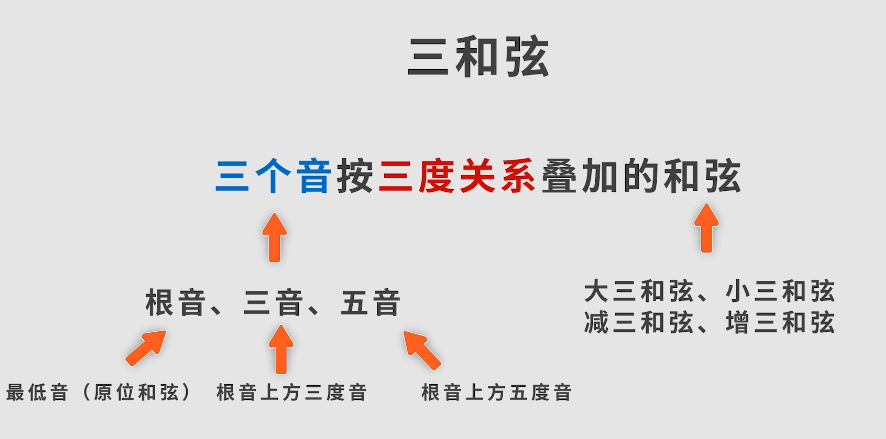 三和弦
三个音按三度关系叠加的和弦
根音、三音、五音
大三和弦、小三和弦
减三和弦、增三和弦
最低音（原位和弦） 根音上方三度音 根音上方五度音